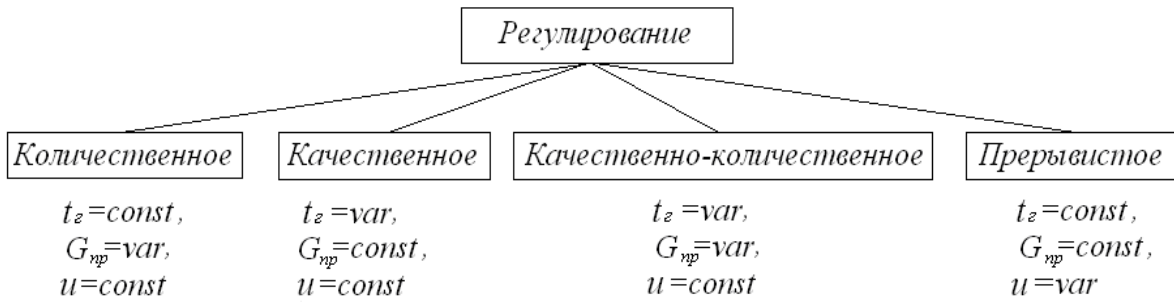 Регулирование
Количественное
Качественное
Качественно-количественное
Прерывистое
tг=const,
Gпр=var,
u=const
tг=var,
Gпр=const,
u=const
tг=var,
Gпр=var,
u=const
tг=const,
Gпр=const,
u=var